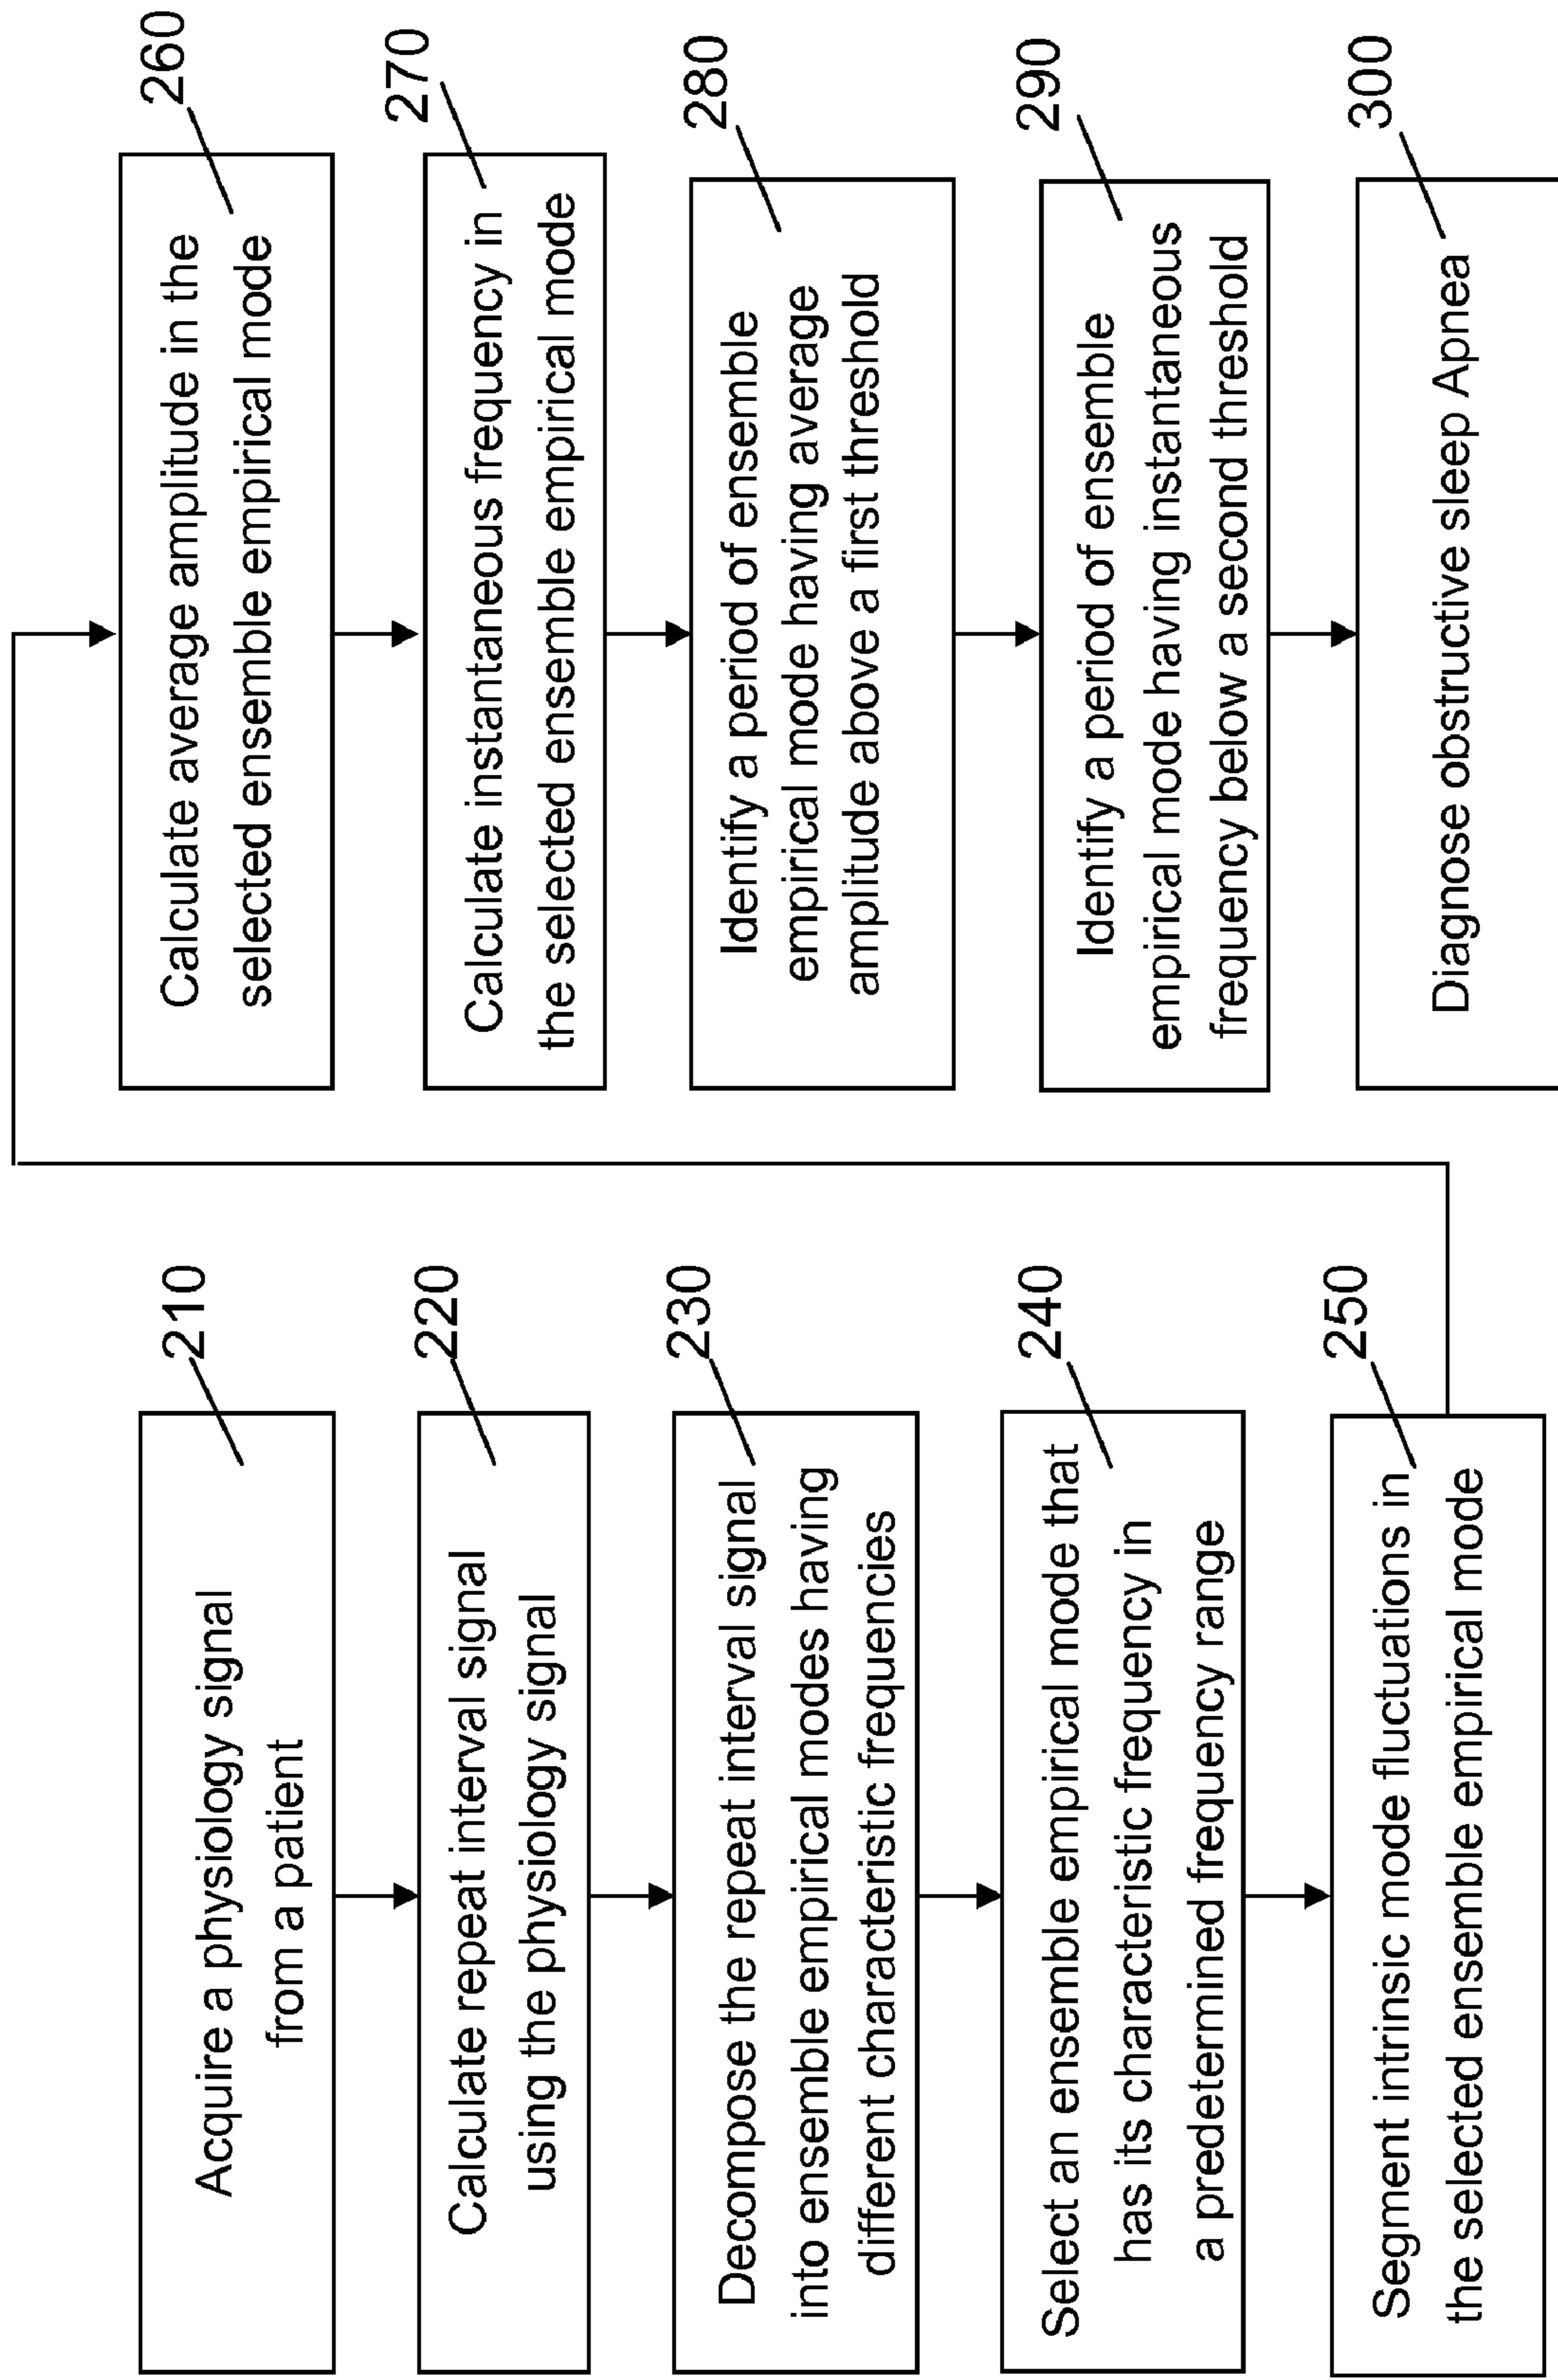 Acquire a physiology signal
from a patient
210
Calculate repeat interval signal
using the physiology signal
220
Decompose the repeat interval signal
into ensemble empirical modes having
different characteristic frequencies
230
Select an ensemble empirical mode that
has its characteristic frequency in
a predetermined frequency range
240
Segment intrinsic mode fluctuations in
the selected ensemble empirical mode
250
Calculate average amplitude in the
selected ensemble empirical mode
260
Calculate instantaneous frequency in
the selected ensemble empirical mode
270
Identify a period of ensemble
empirical mode having average
amplitude above a first threshold
280
Identify a period of ensemble
empirical mode having instantaneous
frequency below a second threshold
290
Diagnose obstructive sleep Apnea
300